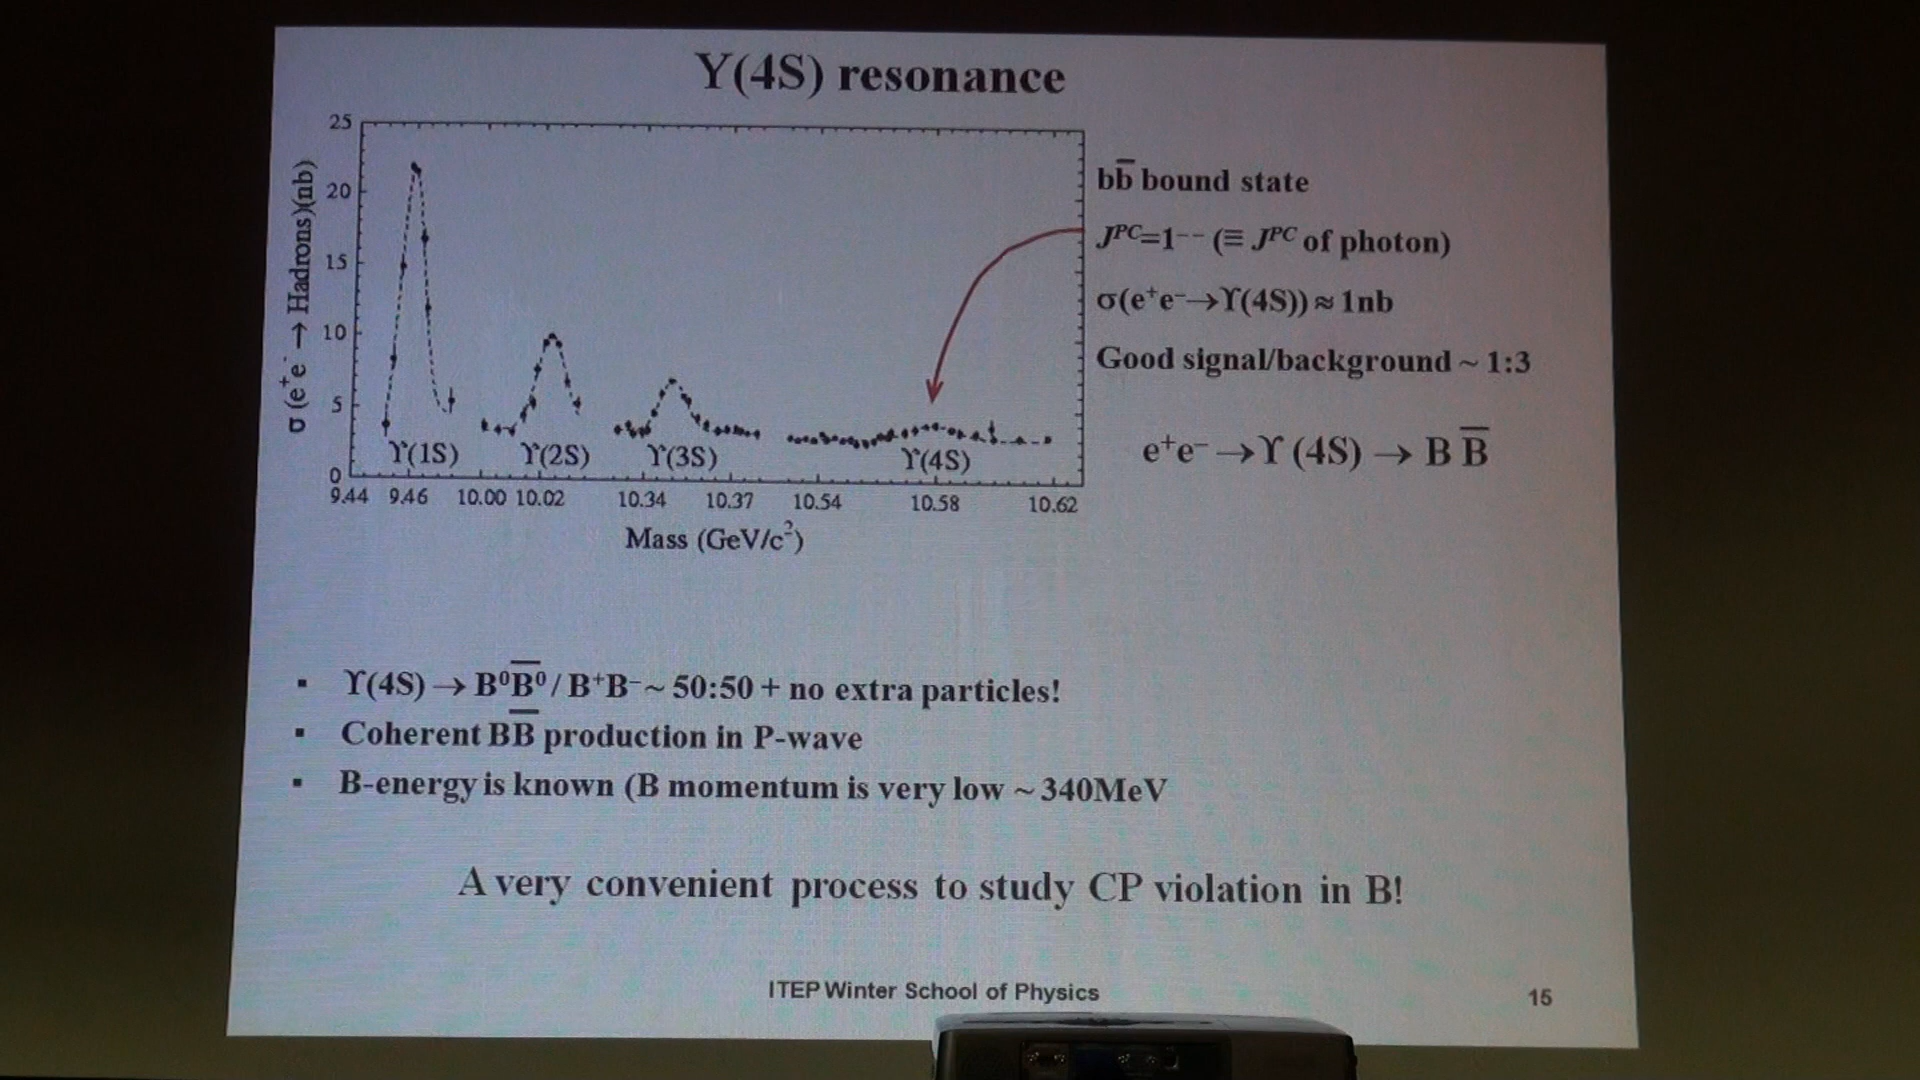 ϒ(4S) resonance
25
20
15
10
5
0
σ (e⁺e⁻ → Hadrons)(nb)
ϒ(1S) ϒ(2S) ϒ(3S) ϒ(4S)
9.44 9.46 10.00 10.02 10.34 10.37 10.54 10.58 10.62
Mass (GeV/c²)
bb̅ bound state
Jᴾᶜ=1⁻⁻ (≡ Jᴾᶜ of photon)
σ(e⁺e⁻→ϒ(4S)) ≈ 1nb
Good signal/background ~ 1:3
e⁺e⁻ → ϒ (4S) → B B̅
▪ ϒ(4S) → B⁰B̅⁰ / B⁺B⁻ ~ 50:50 + no extra particles!
▪ Coherent BB̅ production in P-wave
▪ B-energy is known (B momentum is very low ~ 340MeV
A very convenient process to study CP violation in B!
ITEP Winter School of Physics
15